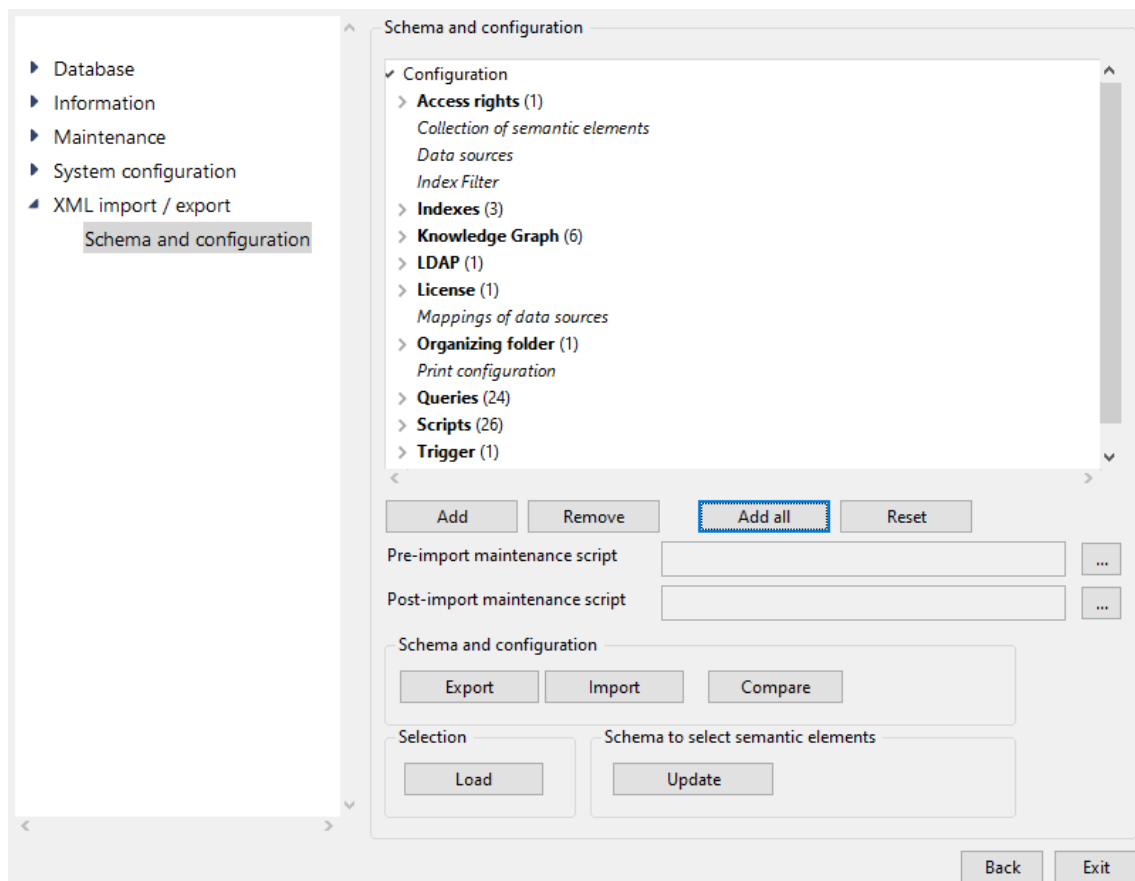 Database
Information
Maintenance
System configuration
XML import / export
Schema and configuration
Schema and configuration
Configuration
Access rights (1)
Collection of semantic elements
Data sources
Index Filter
Indexes (3)
Knowledge Graph (6)
LDAP (1)
License (1)
Mappings of data sources
Organizing folder (1)
Print configuration
Queries (24)
Scripts (26)
Trigger (1)
Add Remove Add all Reset
Pre-import maintenance script ...
Post-import maintenance script ...
Schema and configuration
Export Import Compare
Selection Schema to select semantic elements
Load Update
Back Exit